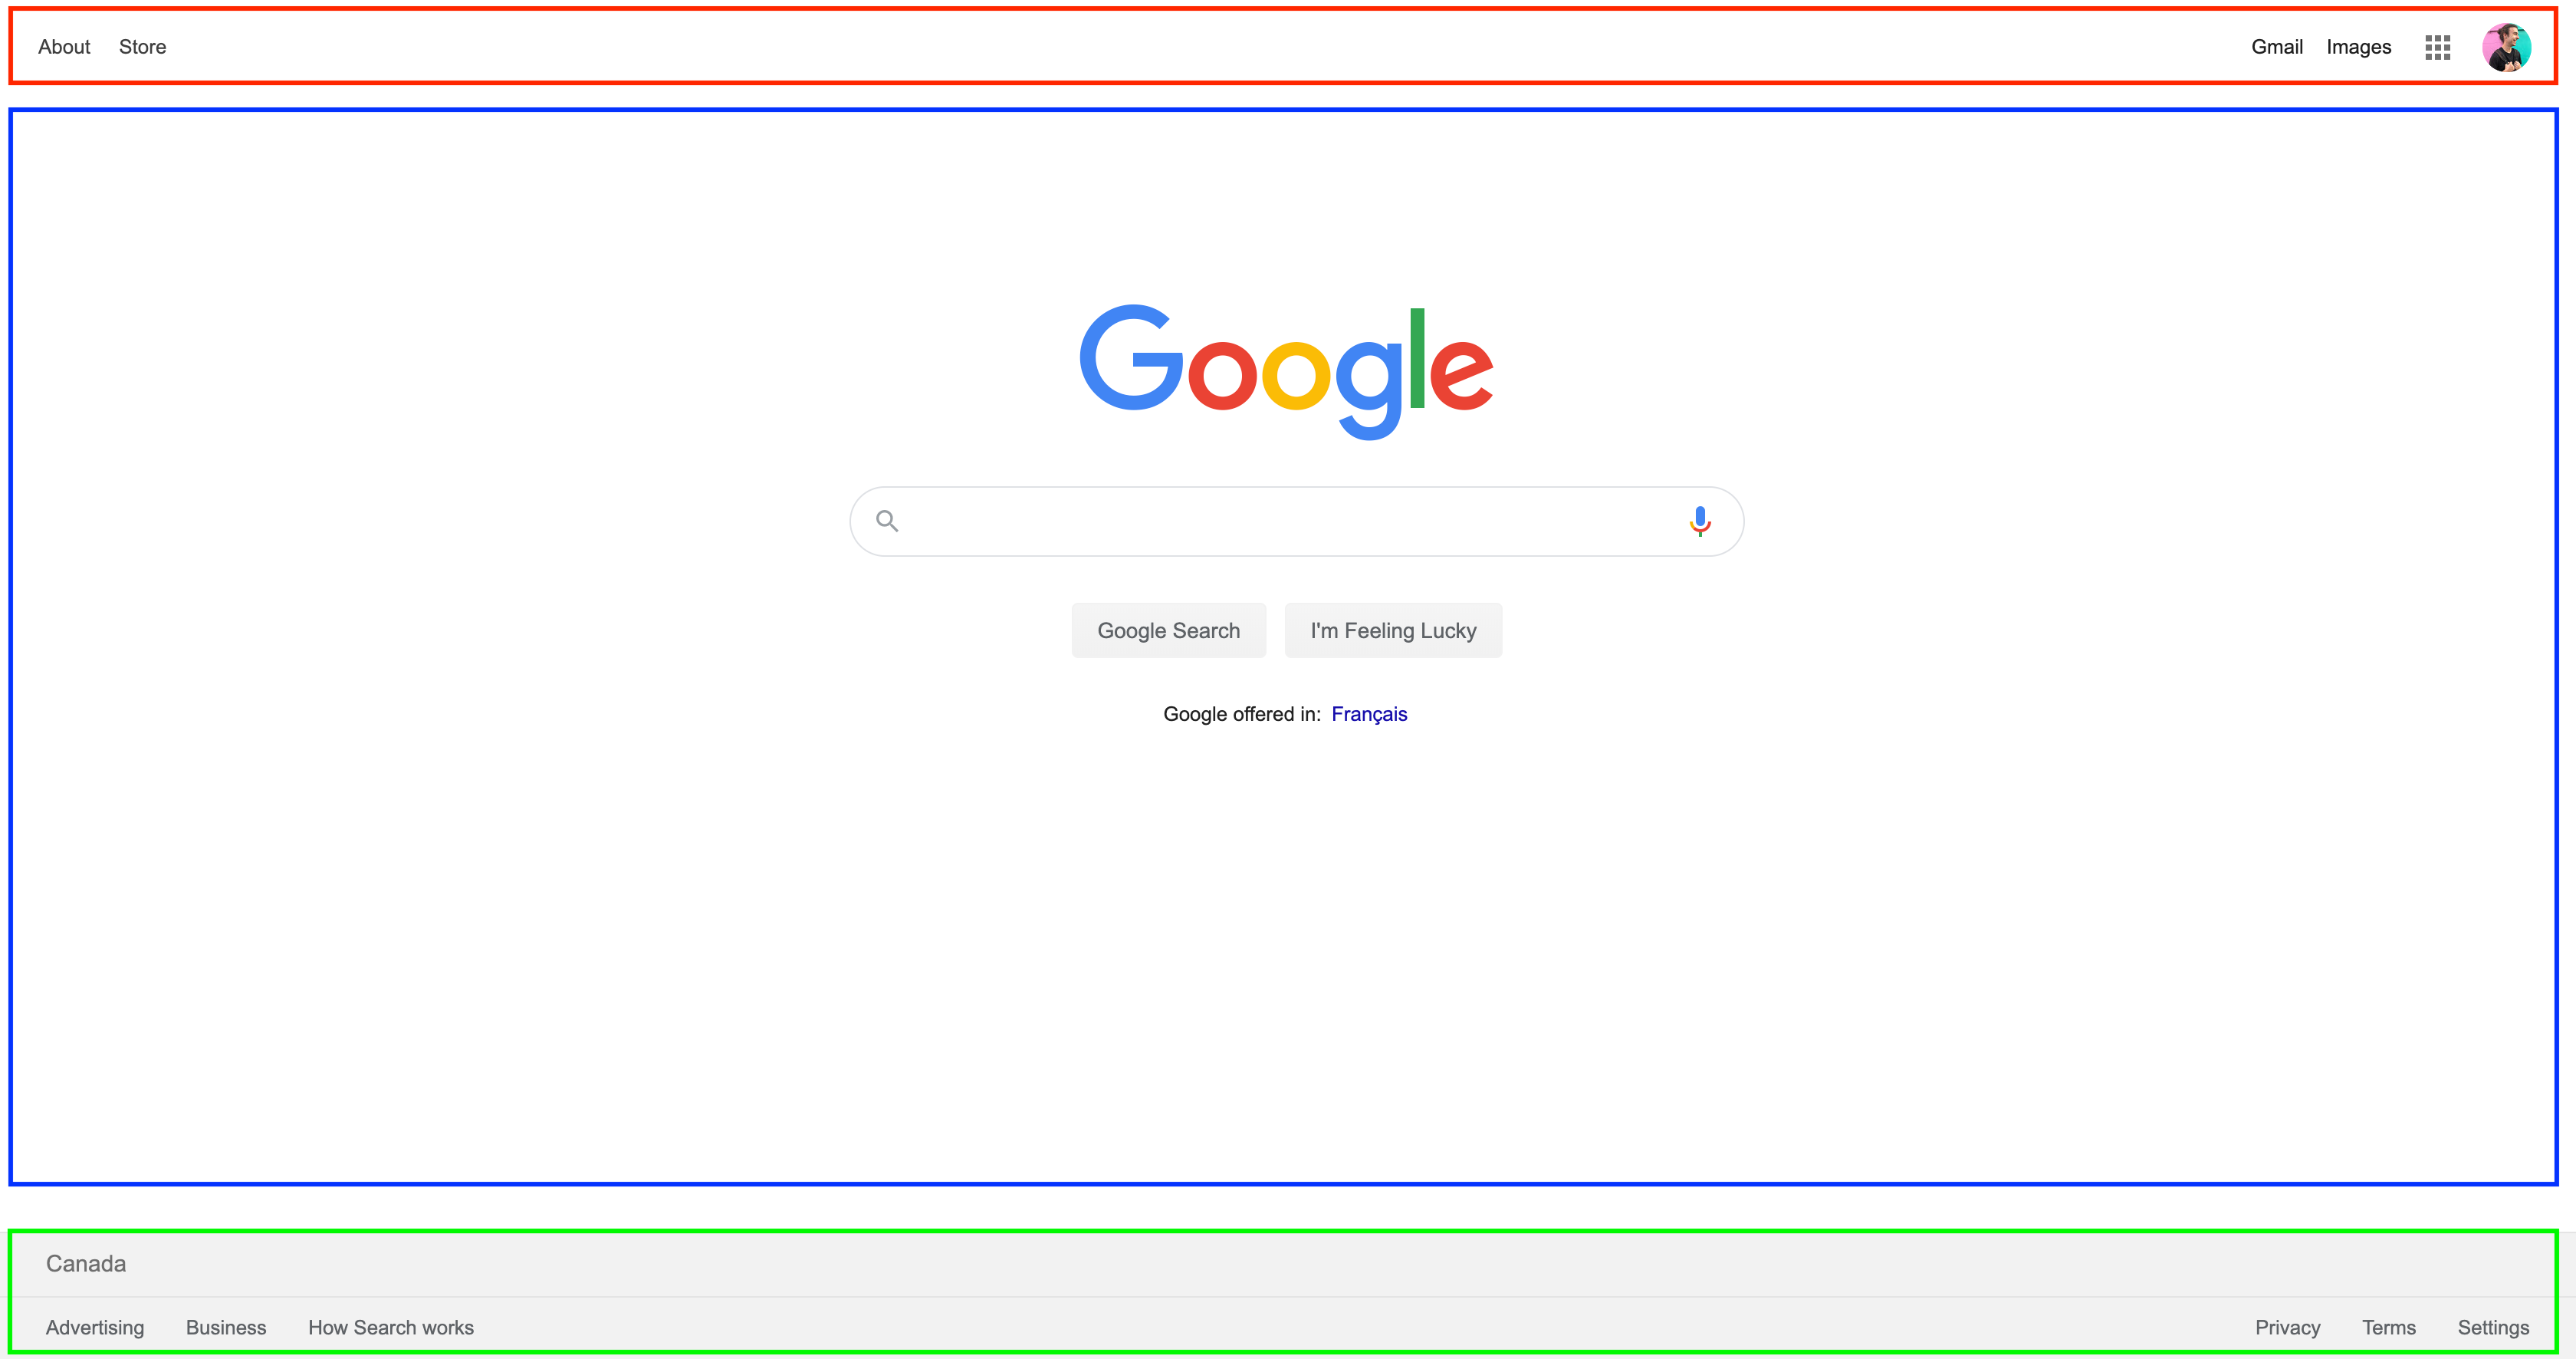 About Store Gmail Images
Google
Google Search I'm Feeling Lucky
Google offered in: Français
Canada
Advertising Business How Search works Privacy Terms Settings